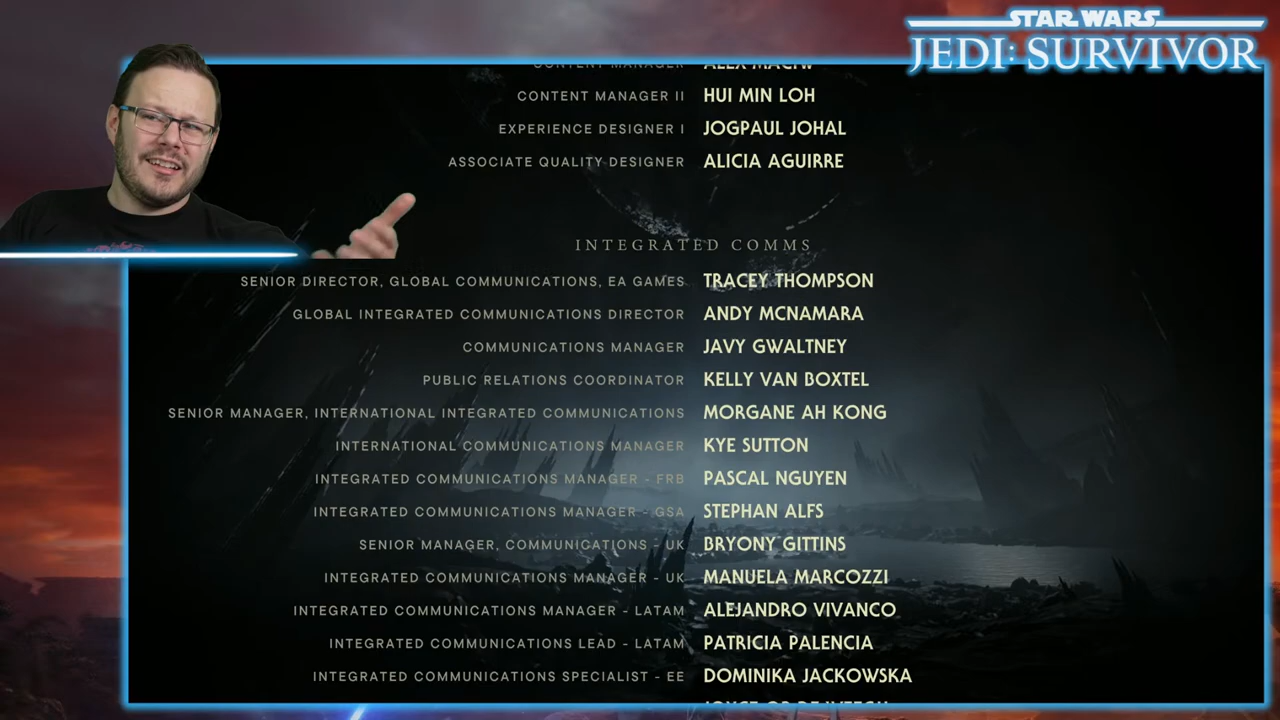 STAR WARS
JEDI: SURVIVOR
CONTENT MANAGER ALEX MACIW
CONTENT MANAGER II HUI MIN LOH
EXPERIENCE DESIGNER I JOGPAUL JOHAL
ASSOCIATE QUALITY DESIGNER ALICIA AGUIRRE
INTEGRATED COMMS
SENIOR DIRECTOR, GLOBAL COMMUNICATIONS, EA GAMES TRACEY THOMPSON
GLOBAL INTEGRATED COMMUNICATIONS DIRECTOR ANDY MCNAMARA
COMMUNICATIONS MANAGER JAVY GWALTNEY
PUBLIC RELATIONS COORDINATOR KELLY VAN BOXTEL
SENIOR MANAGER, INTERNATIONAL INTEGRATED COMMUNICATIONS MORGANE AH KONG
INTERNATIONAL COMMUNICATIONS MANAGER KYE SUTTON
INTEGRATED COMMUNICATIONS MANAGER - FRB PASCAL NGUYEN
INTEGRATED COMMUNICATIONS MANAGER - GSA STEPHAN ALFS
SENIOR MANAGER, COMMUNICATIONS - UK BRYONY GITTINS
INTEGRATED COMMUNICATIONS MANAGER - UK MANUELA MARCOZZI
INTEGRATED COMMUNICATIONS MANAGER - LATAM ALEJANDRO VIVANCO
INTEGRATED COMMUNICATIONS LEAD - LATAM PATRICIA PALENCIA
INTEGRATED COMMUNICATIONS SPECIALIST - EE DOMINIKA JACKOWSKA